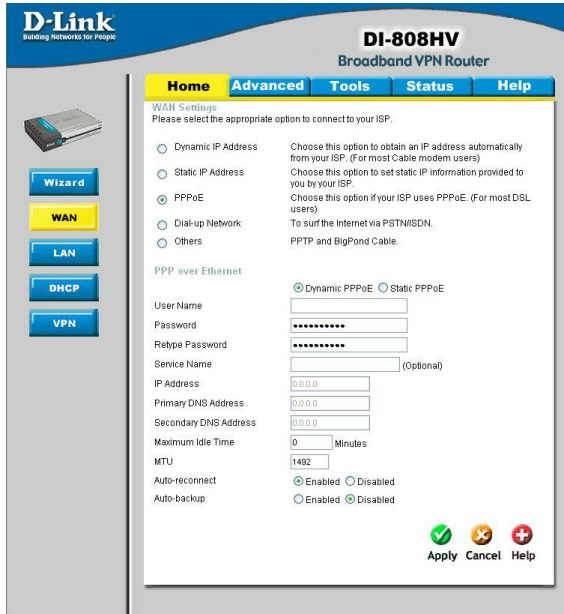 D-Link
Building Networks for People
DI-808HV
Broadband VPN Router
Home Advanced Tools Status Help
Wizard
WAN
LAN
DHCP
VPN
WAN Settings
Please select the appropriate option to connect to your ISP.
Dynamic IP Address Choose this option to obtain an IP address automatically
from your ISP. (For most Cable modem users)
Static IP Address Choose this option to set static IP information provided to
you by your ISP.
PPPoE Choose this option if your ISP uses PPPoE. (For most DSL
users)
Dial-up Network To surf the Internet via PSTN/ISDN.
Others PPTP and BigPond Cable.
PPP over Ethernet
Dynamic PPPoE Static PPPoE
User Name
Password ••••••••••
Retype Password ••••••••••
Service Name (Optional)
IP Address 0.0.0.0
Primary DNS Address 0.0.0.0
Secondary DNS Address 0.0.0.0
Maximum Idle Time 0 Minutes
MTU 1492
Auto-reconnect Enabled Disabled
Auto-backup Enabled Disabled
Apply Cancel Help